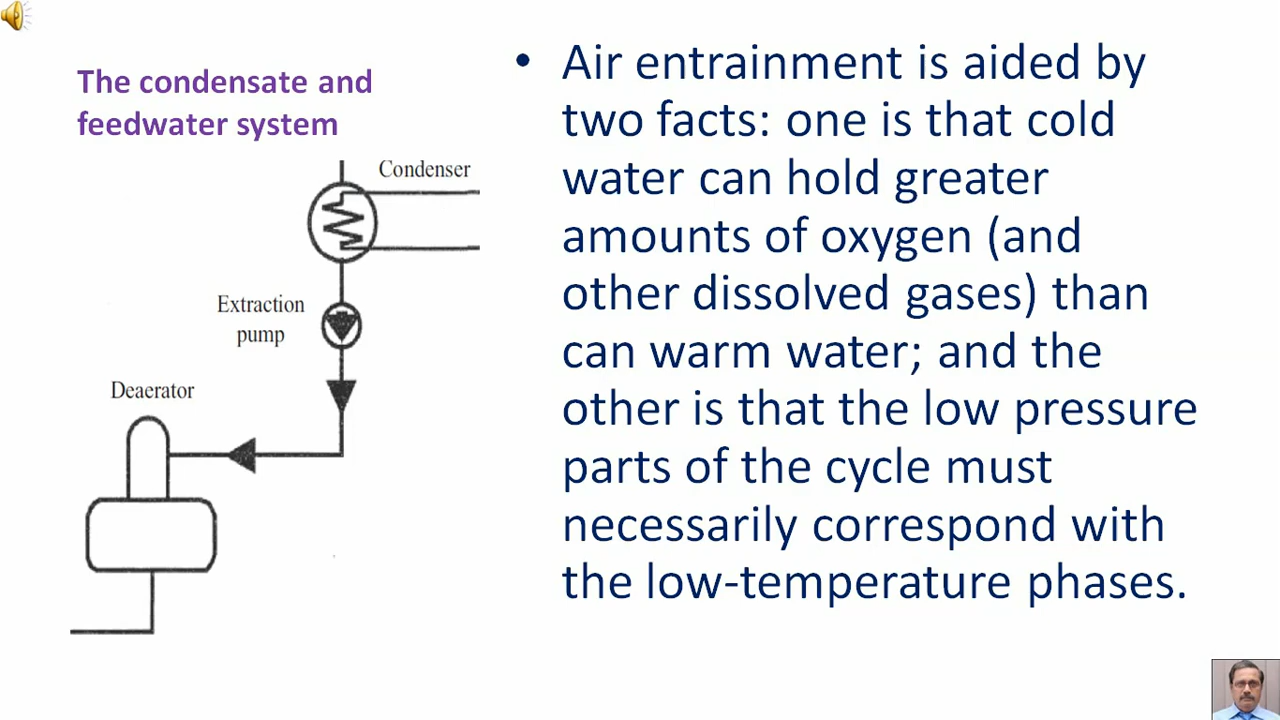 The condensate and
feedwater system
Condenser
Extraction
pump
Deaerator
• Air entrainment is aided by
two facts: one is that cold
water can hold greater
amounts of oxygen (and
other dissolved gases) than
can warm water; and the
other is that the low pressure
parts of the cycle must
necessarily correspond with
the low-temperature phases.